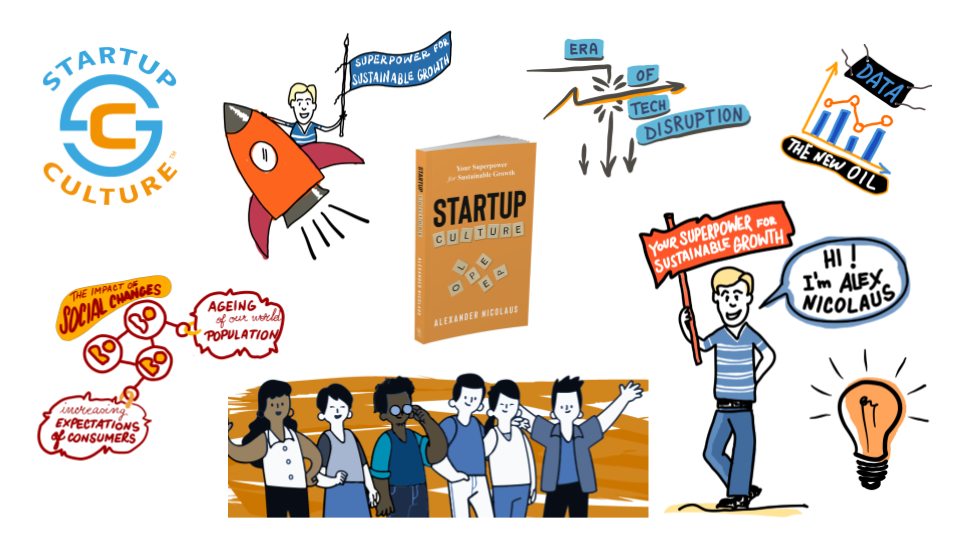 STARTUP
SC
CULTURE™
SUPERPOWER FOR
SUSTAINABLE GROWTH
ERA
OF
TECH
DISRUPTION
DATA
THE NEW OIL
Your Superpower
for Sustainable Growth
STARTUP
CULTURE
ALEXANDER NICOLAUS
STARTUP CULTURE
ALEXANDER NICOLAUS
YOUR SUPERPOWER FOR
SUSTAINABLE GROWTH
HI!
I'm ALEX
NICOLAUS
THE IMPACT OF
SOCIAL CHANGES
AGEING
of our world
POPULATION
increasing
EXPECTATIONS
of CONSUMERS